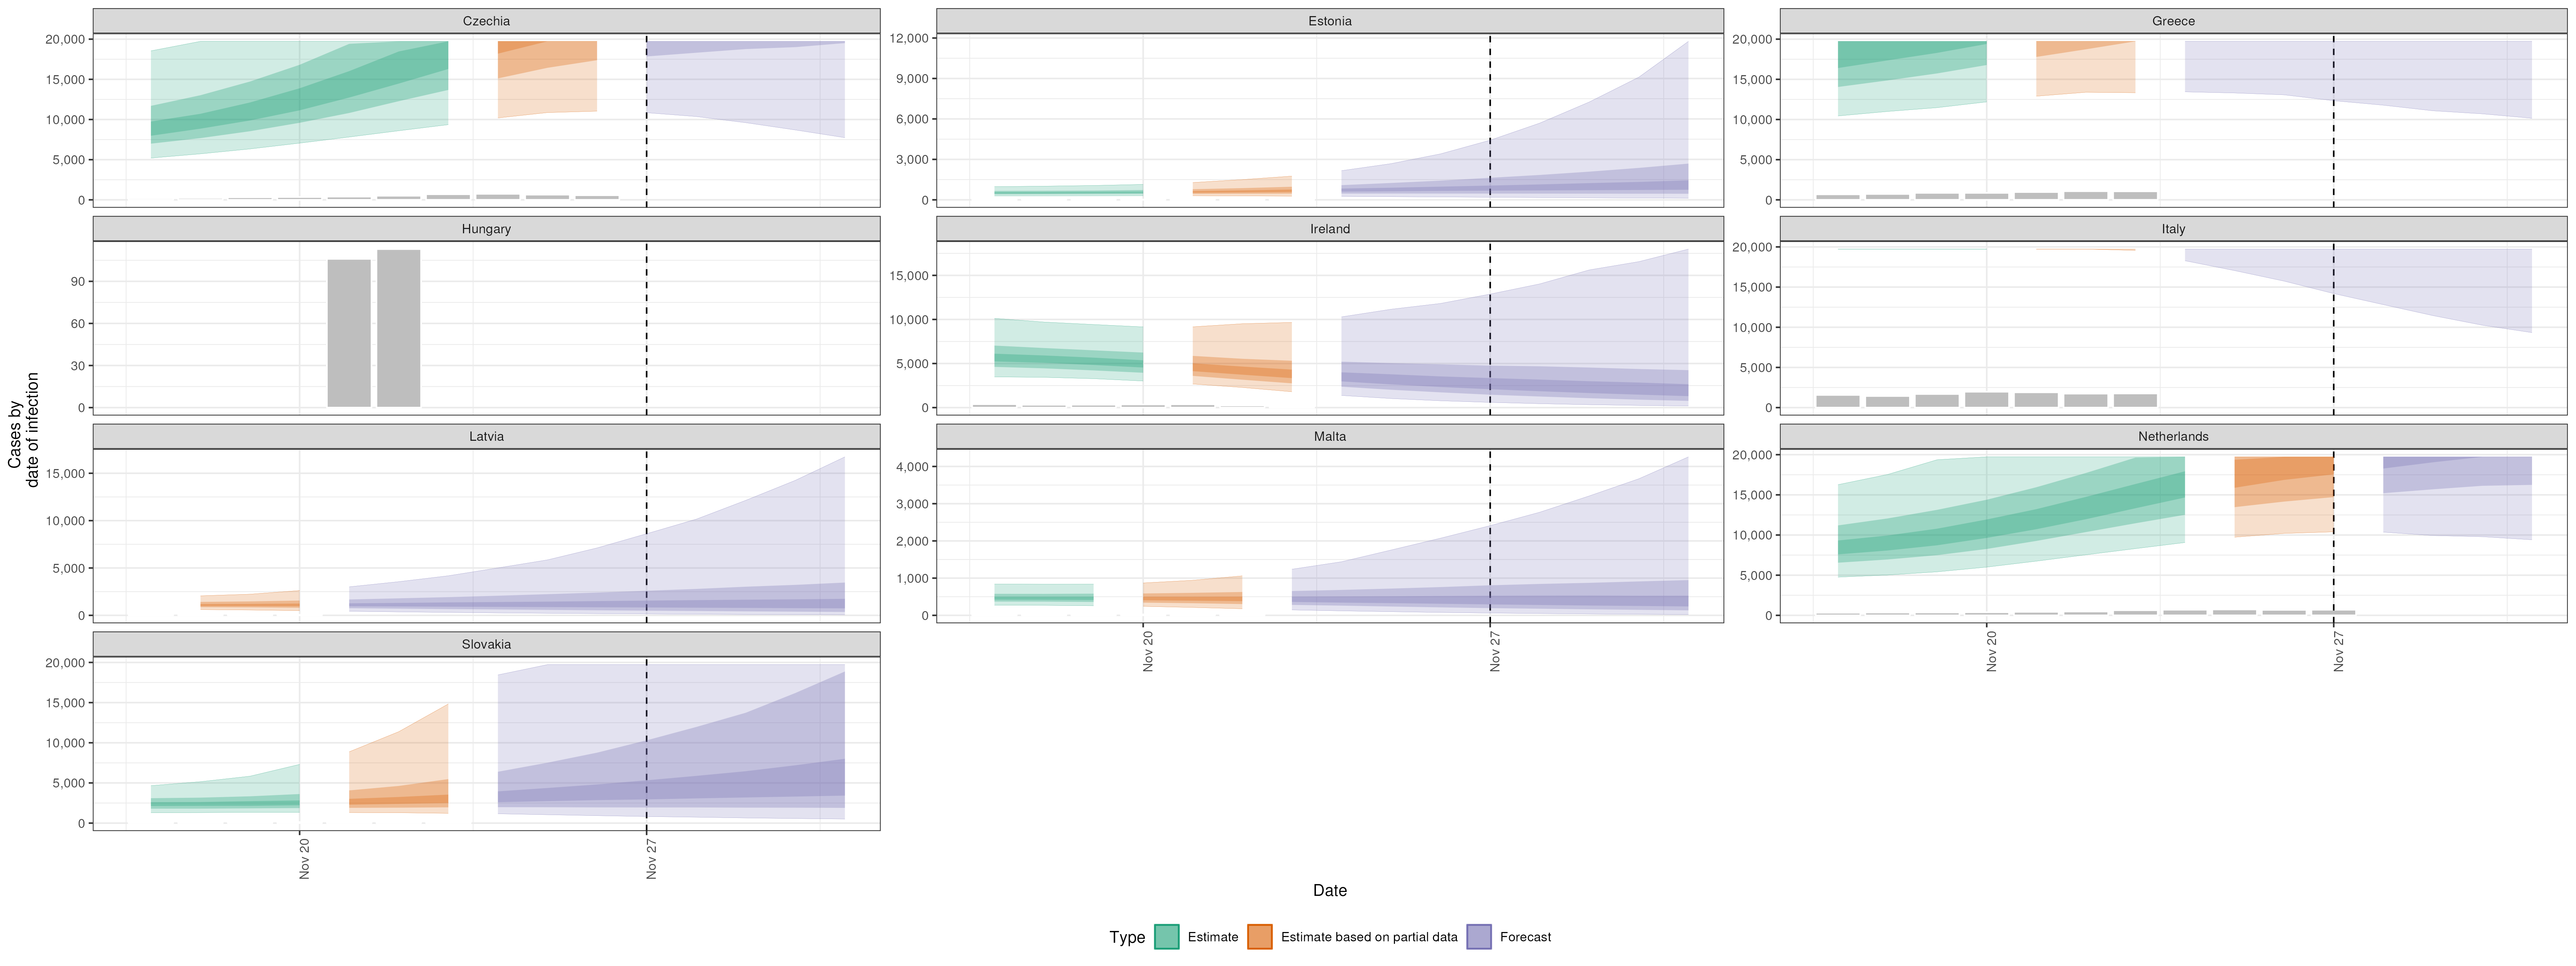 Czechia
Estonia
Greece
20,000
15,000
10,000
5,000
0
12,000
9,000
6,000
3,000
0
20,000
15,000
10,000
5,000
0
Hungary
Ireland
Italy
90
60
30
0
15,000
10,000
5,000
0
20,000
15,000
10,000
5,000
0
Cases by
date of infection
Latvia
Malta
Netherlands
15,000
10,000
5,000
0
4,000
3,000
2,000
1,000
0
20,000
15,000
10,000
5,000
0
Nov 20
Nov 27
Nov 20
Nov 27
Slovakia
20,000
15,000
10,000
5,000
0
Nov 20
Nov 27
Date
Type Estimate Estimate based on partial data Forecast